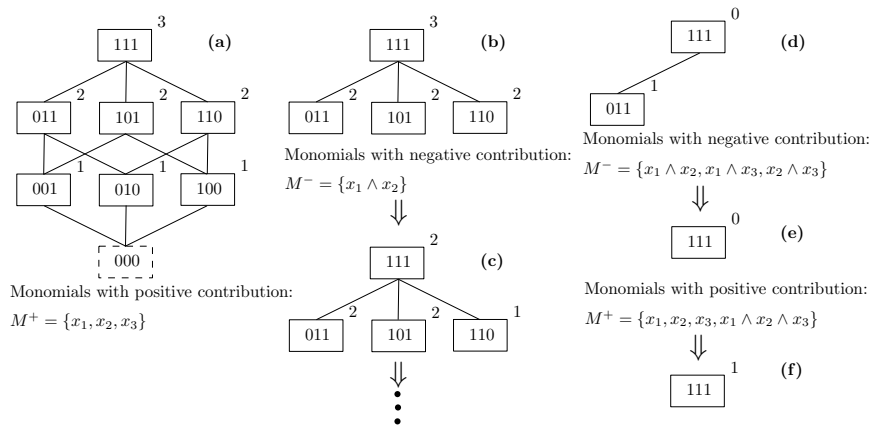 3
111
(a)
2 2 2
011 101 110
1 1 1
001 010 100
000
Monomials with positive contribution:
M⁺ = {x₁, x₂, x₃}
3
111
(b)
2 2 2
011 101 110
Monomials with negative contribution:
M⁻ = {x₁ ∧ x₂}
⇓
2
111
(c)
2 2 1
011 101 110
⇓
0
111
(d)
1
011
Monomials with negative contribution:
M⁻ = {x₁ ∧ x₂, x₁ ∧ x₃, x₂ ∧ x₃}
⇓
0
111
(e)
Monomials with positive contribution:
M⁺ = {x₁, x₂, x₃, x₁ ∧ x₂ ∧ x₃}
⇓
1
111
(f)